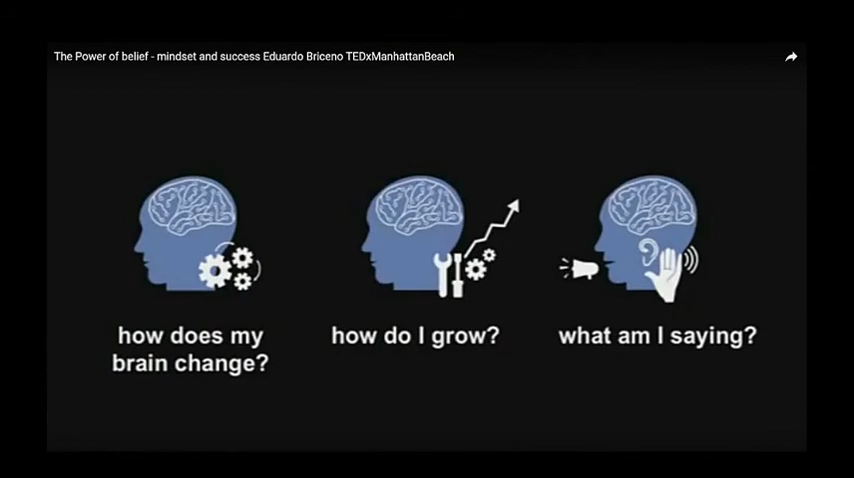 The Power of belief - mindset and success Eduardo Briceno TEDxManhattanBeach
how does my
brain change?
how do I grow?
what am I saying?